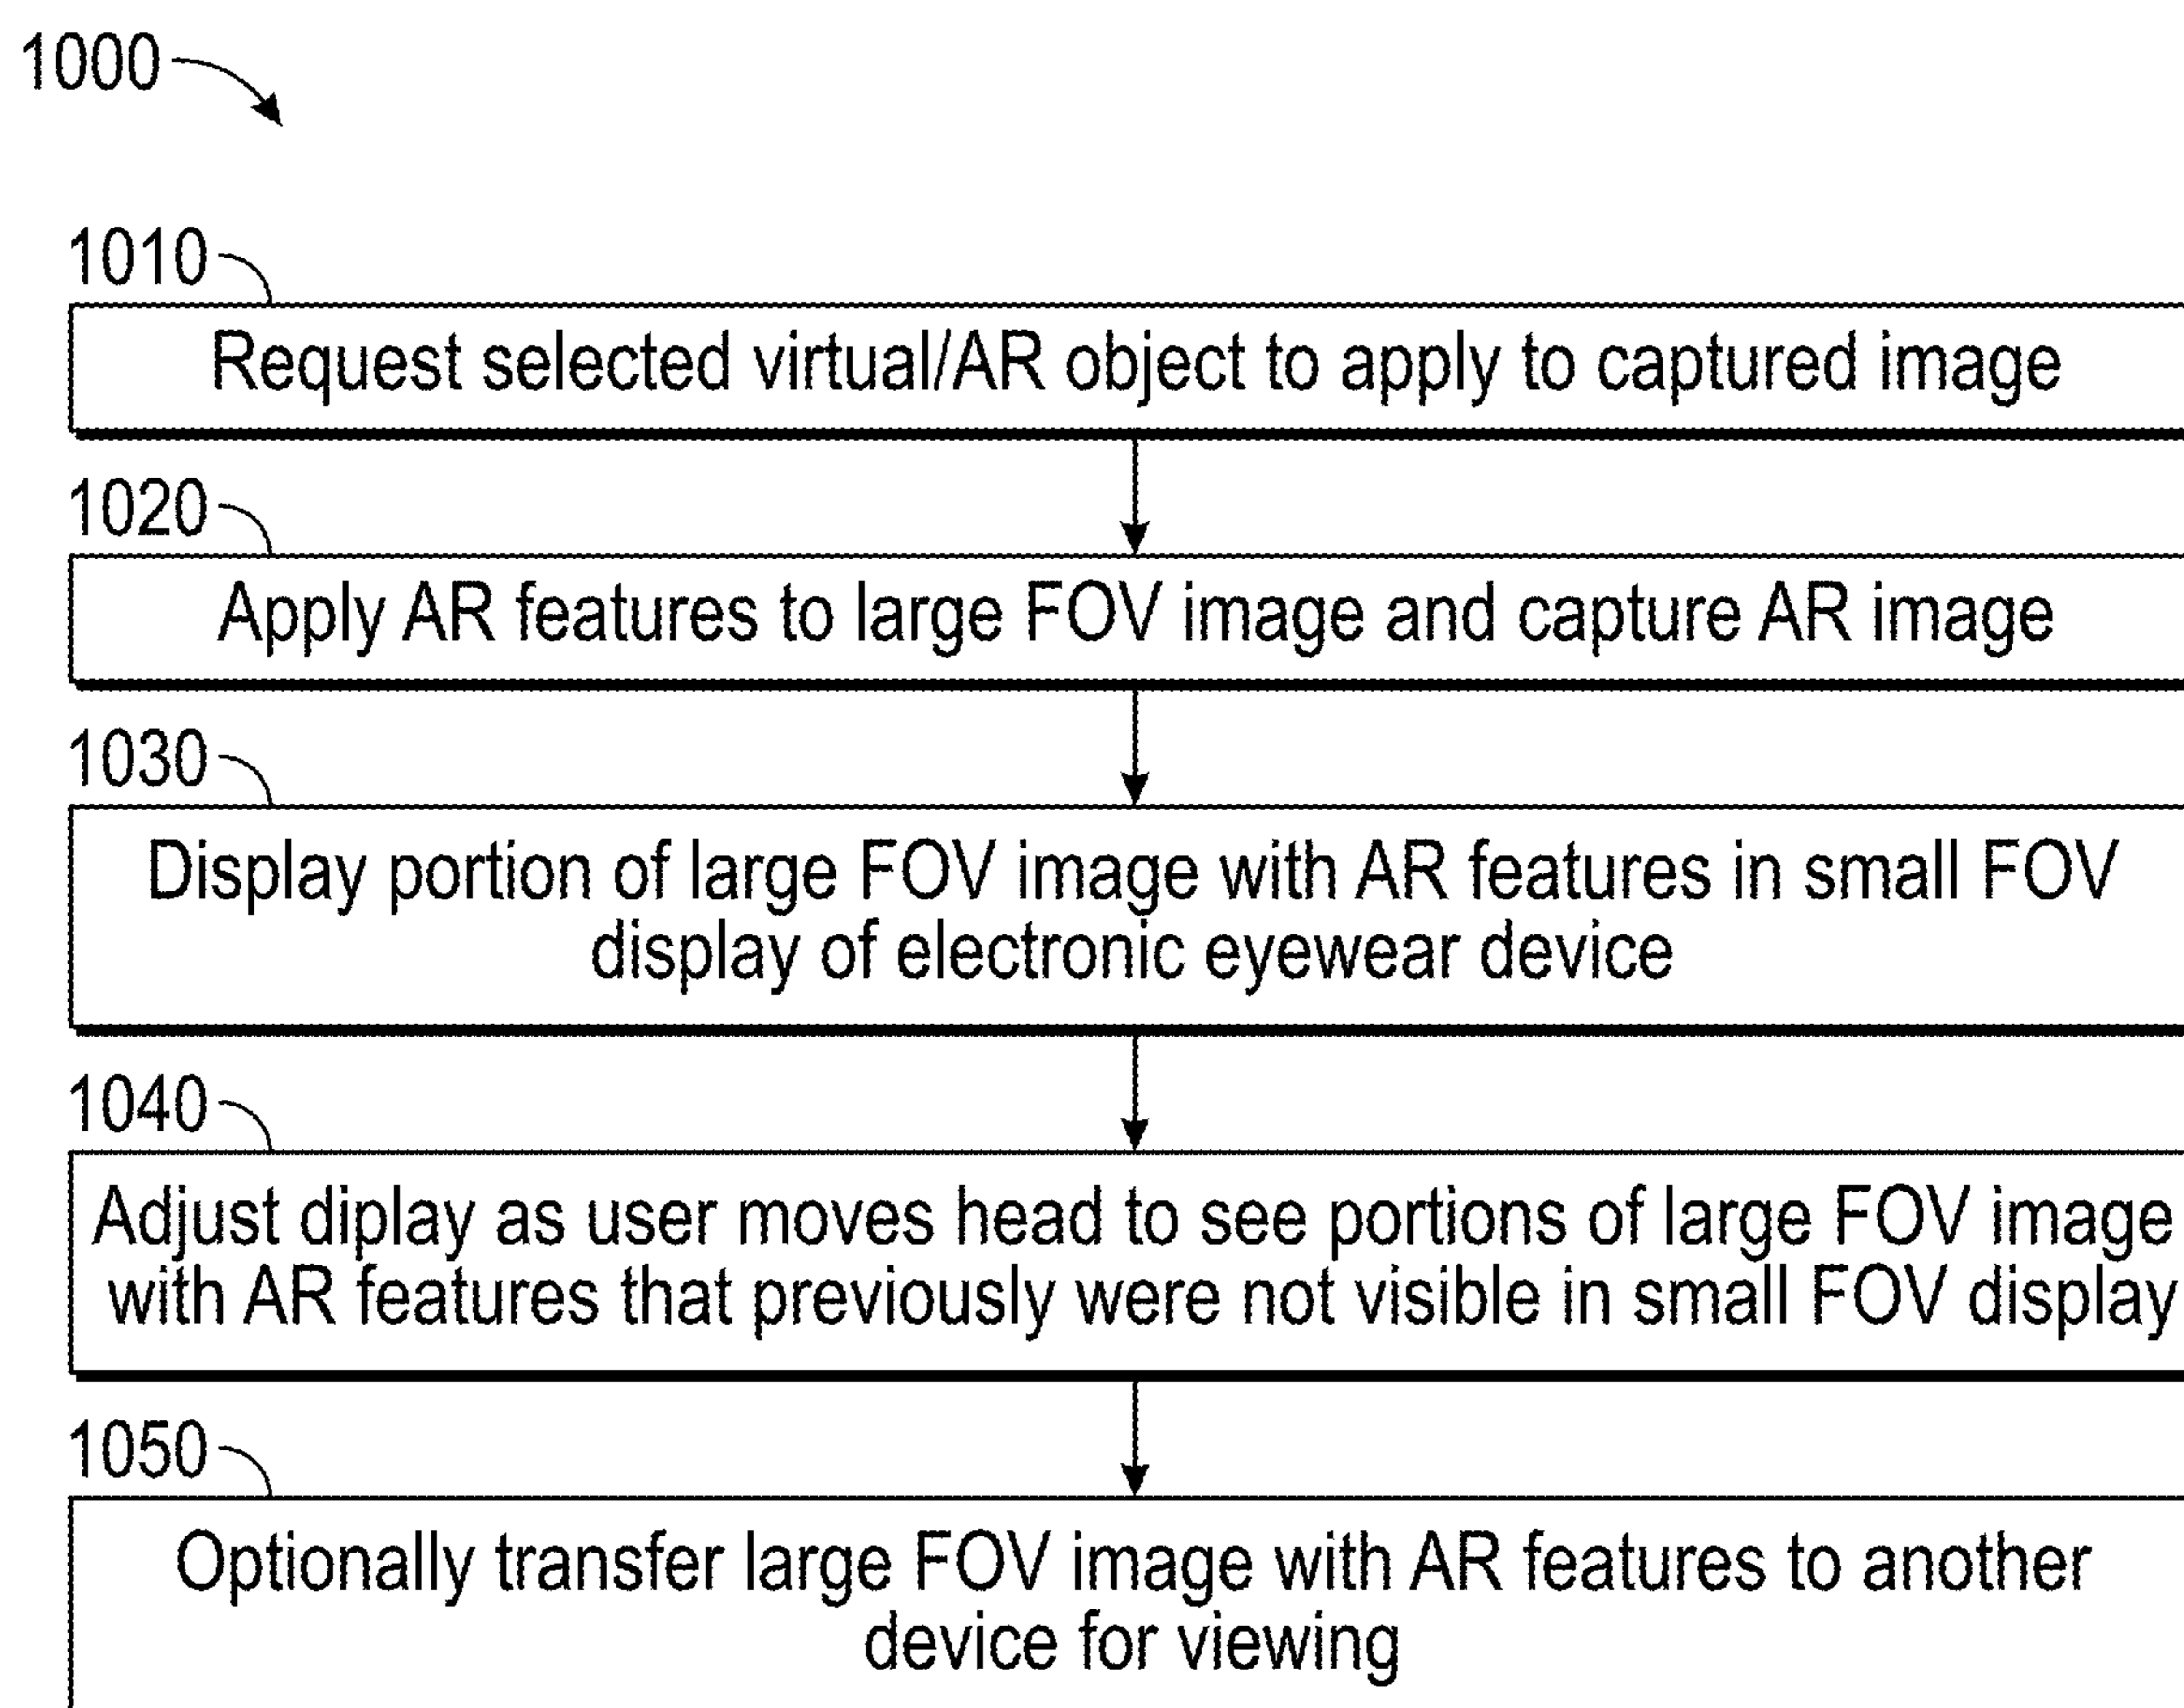 1000
1010
Request selected virtual/AR object to apply to captured image
1020
Apply AR features to large FOV image and capture AR image
1030
Display portion of large FOV image with AR features in small FOV
display of electronic eyewear device
1040
Adjust diplay as user moves head to see portions of large FOV image
with AR features that previously were not visible in small FOV display
1050
Optionally transfer large FOV image with AR features to another
device for viewing